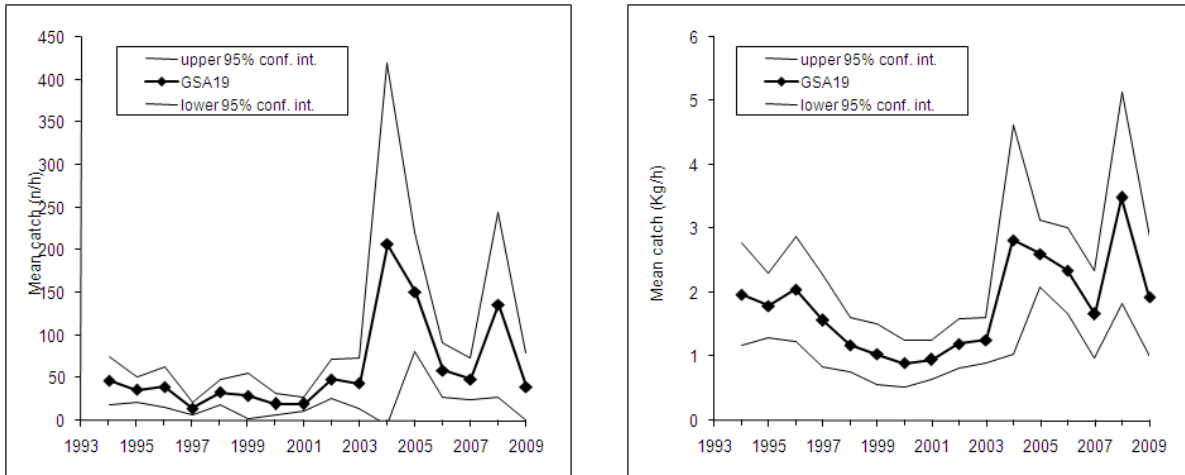 450
400
350
300
250
200
150
100
50
0
Mean catch (n/h)
upper 95% conf. int.
GSA19
lower 95% conf. int.
1993 1995 1997 1999 2001 2003 2005 2007 2009
6
5
4
3
2
1
0
Mean catch (Kg/h)
upper 95% conf. int.
GSA19
lower 95% conf. int.
1993 1995 1997 1999 2001 2003 2005 2007 2009